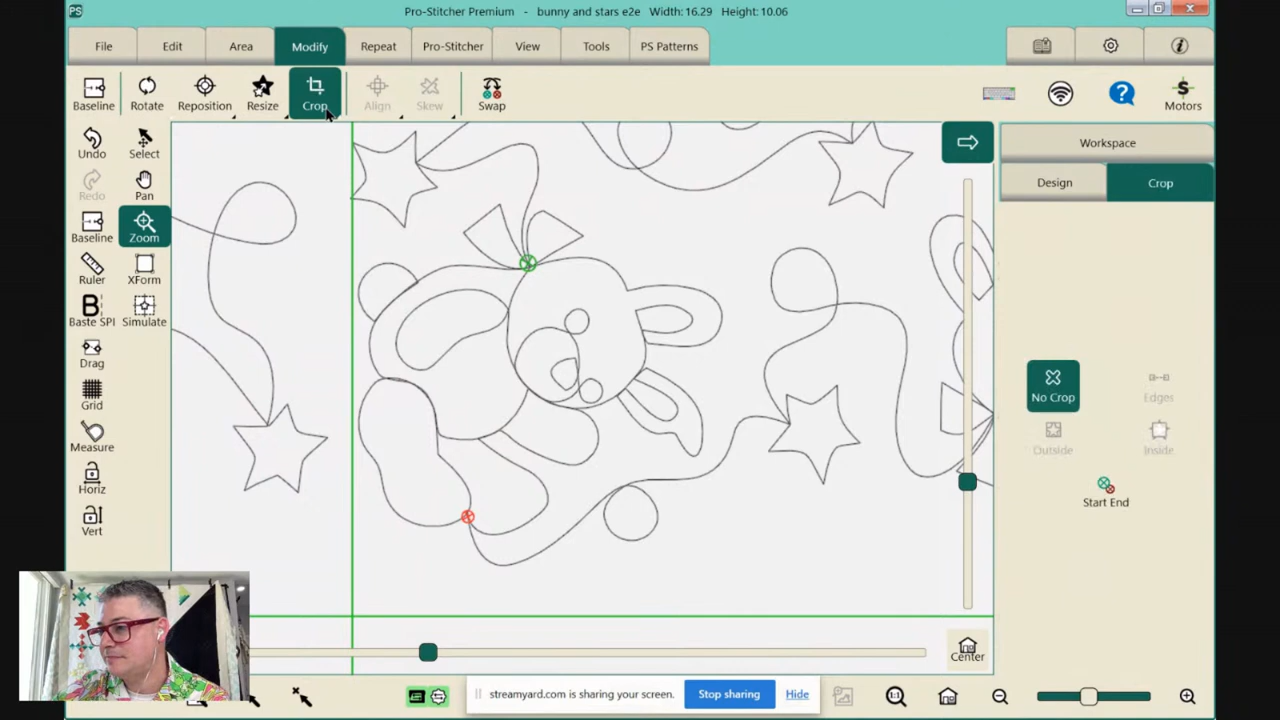 PS Pro-Stitcher Premium - bunny and stars e2e Width: 16.29 Height: 10.06
File Edit Area Modify Repeat Pro-Stitcher View Tools PS Patterns
Baseline Rotate Reposition Resize Crop Align Skew Swap Motors
Undo Select
Redo Pan
Baseline Zoom
Ruler XForm
Baste SPI Simulate
Drag
Grid
Measure
Horiz
Vert
Workspace
Design Crop
No Crop Edges
Outside Inside
Start End
Center
streamyard.com is sharing your screen. Stop sharing Hide
1:1